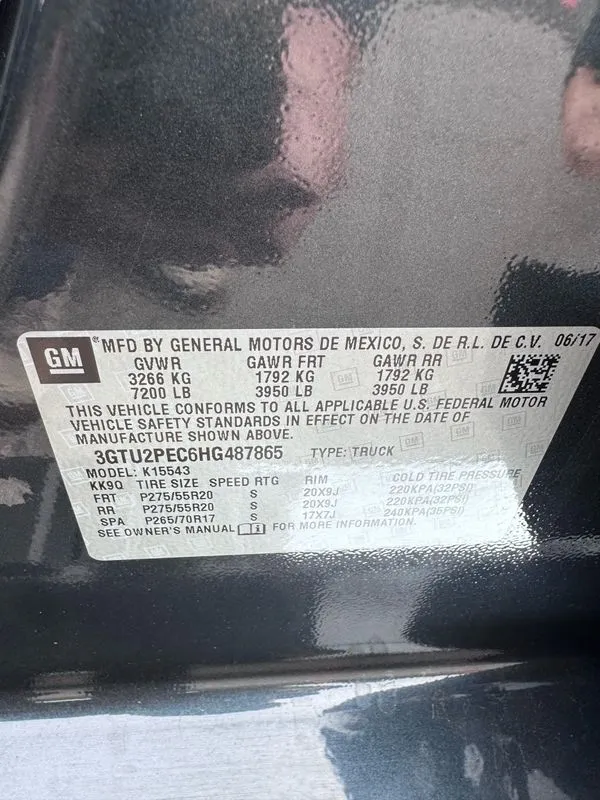 GM ® MFD BY GENERAL MOTORS DE MEXICO, S. DE R.L. DE C.V. 06/17
GVWR GAWR FRT GAWR RR
3266 KG 1792 KG 1792 KG
7200 LB 3950 LB 3950 LB
THIS VEHICLE CONFORMS TO ALL APPLICABLE U.S. FEDERAL MOTOR
VEHICLE SAFETY STANDARDS IN EFFECT ON THE DATE OF
MANUFACTURE SHOWN ABOVE.
3GTU2PEC6HG487865 TYPE: TRUCK
MODEL: K15543
KK9Q TIRE SIZE SPEED RTG RIM COLD TIRE PRESSURE
FRT P275/55R20 S 20X9J 220KPA(32PSI)
RR P275/55R20 S 20X9J 220KPA(32PSI)
SPA P265/70R17 S 17X7J 240KPA(35PSI)
SEE OWNER'S MANUAL i FOR MORE INFORMATION.